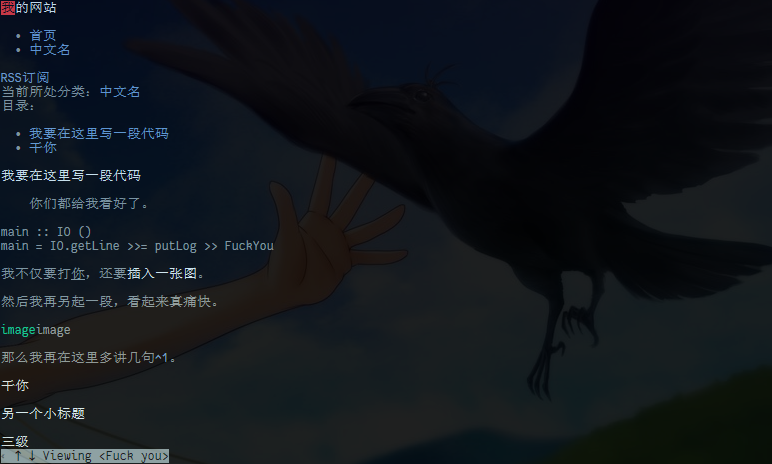 我的网站
• 首页
• 中文名
RSS订阅
当前所处分类: 中文名
目录:
• 我要在这里写一段代码
• 千你
我要在这里写一段代码
你们都给我看好了。
main :: IO ()
main = IO.getLine >>= putLog >> FuckYou
我不仅要打你，还要插入一张图。
然后我再另起一段，看起来真痛快。
imageimage
那么我再在这里多讲几句^1。
千你
另一个小标题
三级
‹ ↑ ↓ Viewing <Fuck you>